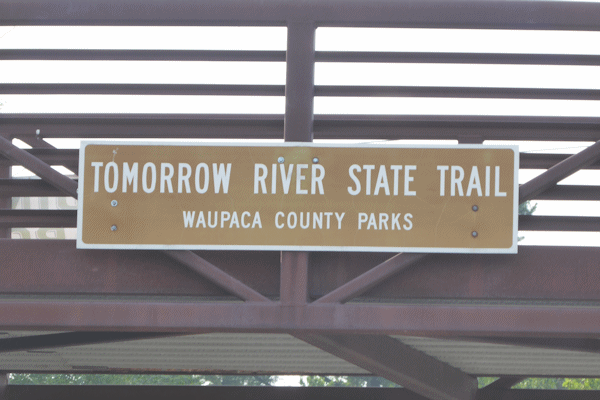 TOMORROW RIVER STATE TRAIL
WAUPACA COUNTY PARKS